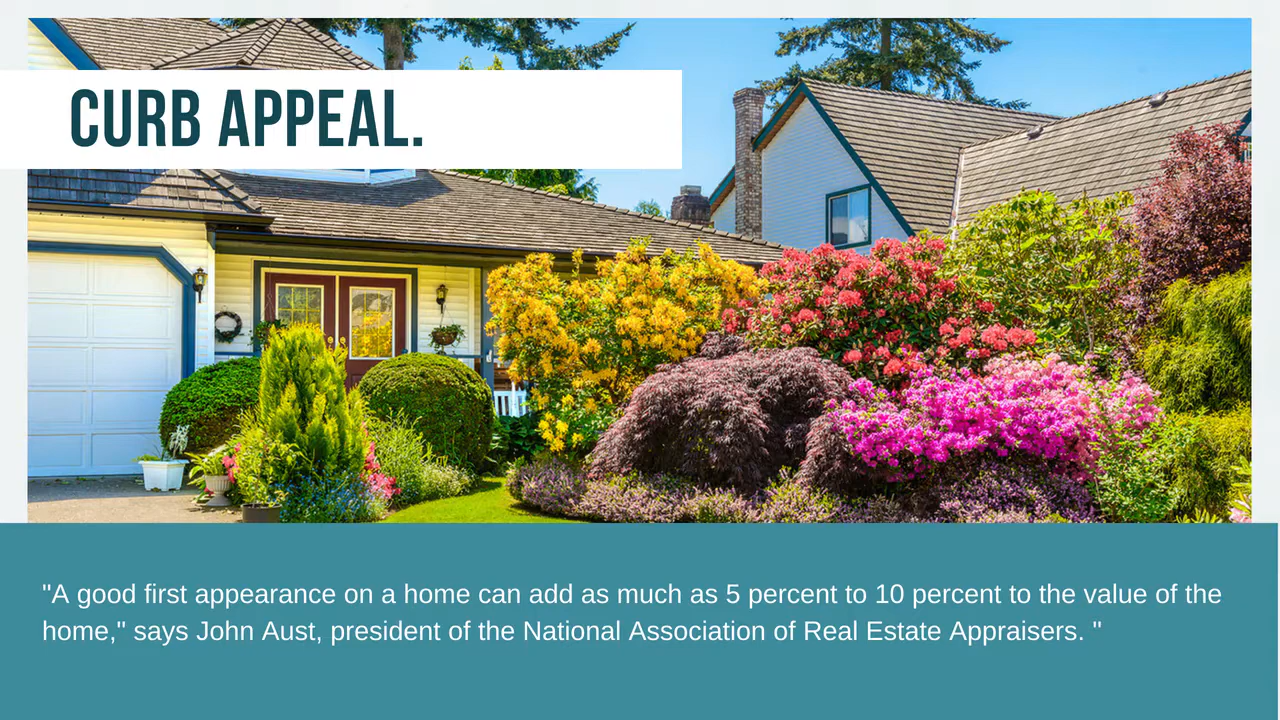 CURB APPEAL.
"A good first appearance on a home can add as much as 5 percent to 10 percent to the value of the
home," says John Aust, president of the National Association of Real Estate Appraisers. "